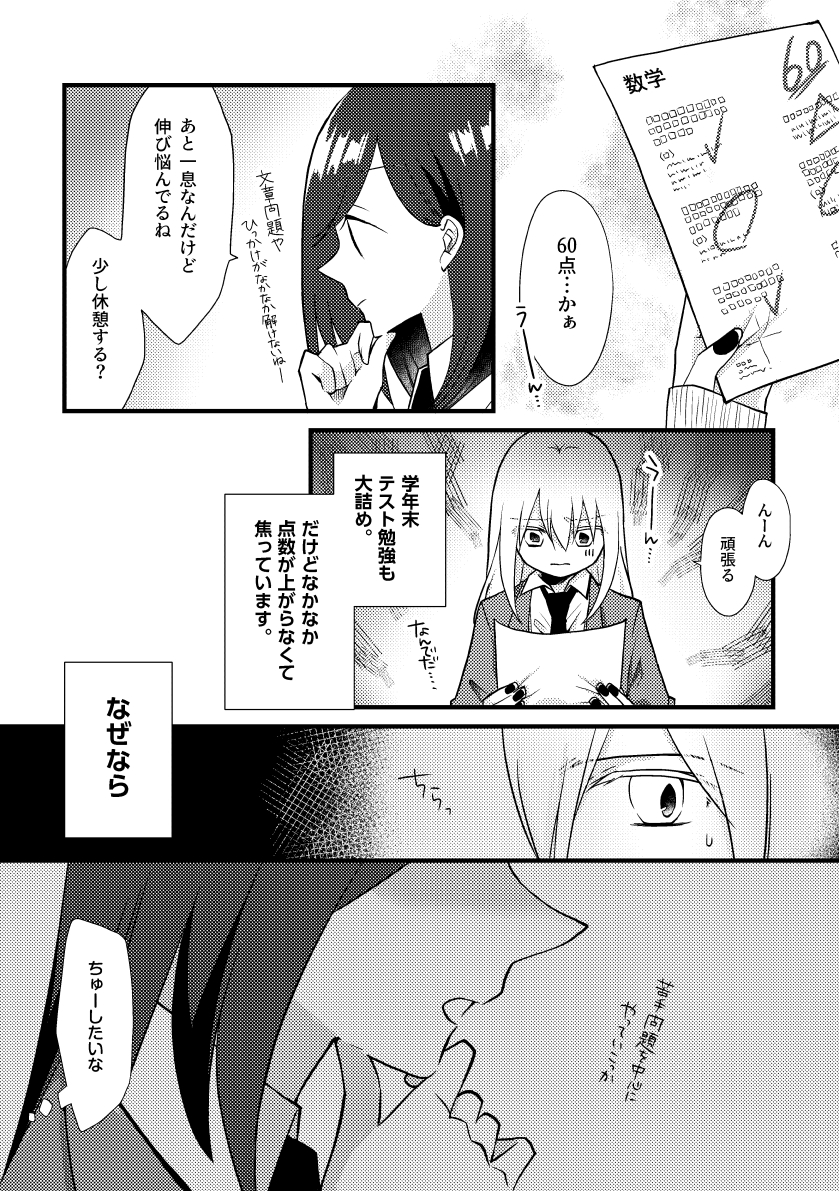 数学
60
60点…かぁ
うーん…
あと一息なんだけど
伸び悩んでるね
少し休憩する？
文章問題や
ひっかけがなかなか解けないねー
んーん
頑張る
うーん…
なんでだ……
学年末
テスト勉強も
大詰め。
だけどなかなか
点数が上がらなくて
焦っています。
なぜなら
ちらっ
苦手問題を中心に
やっていこっか
ちゅーしたいな